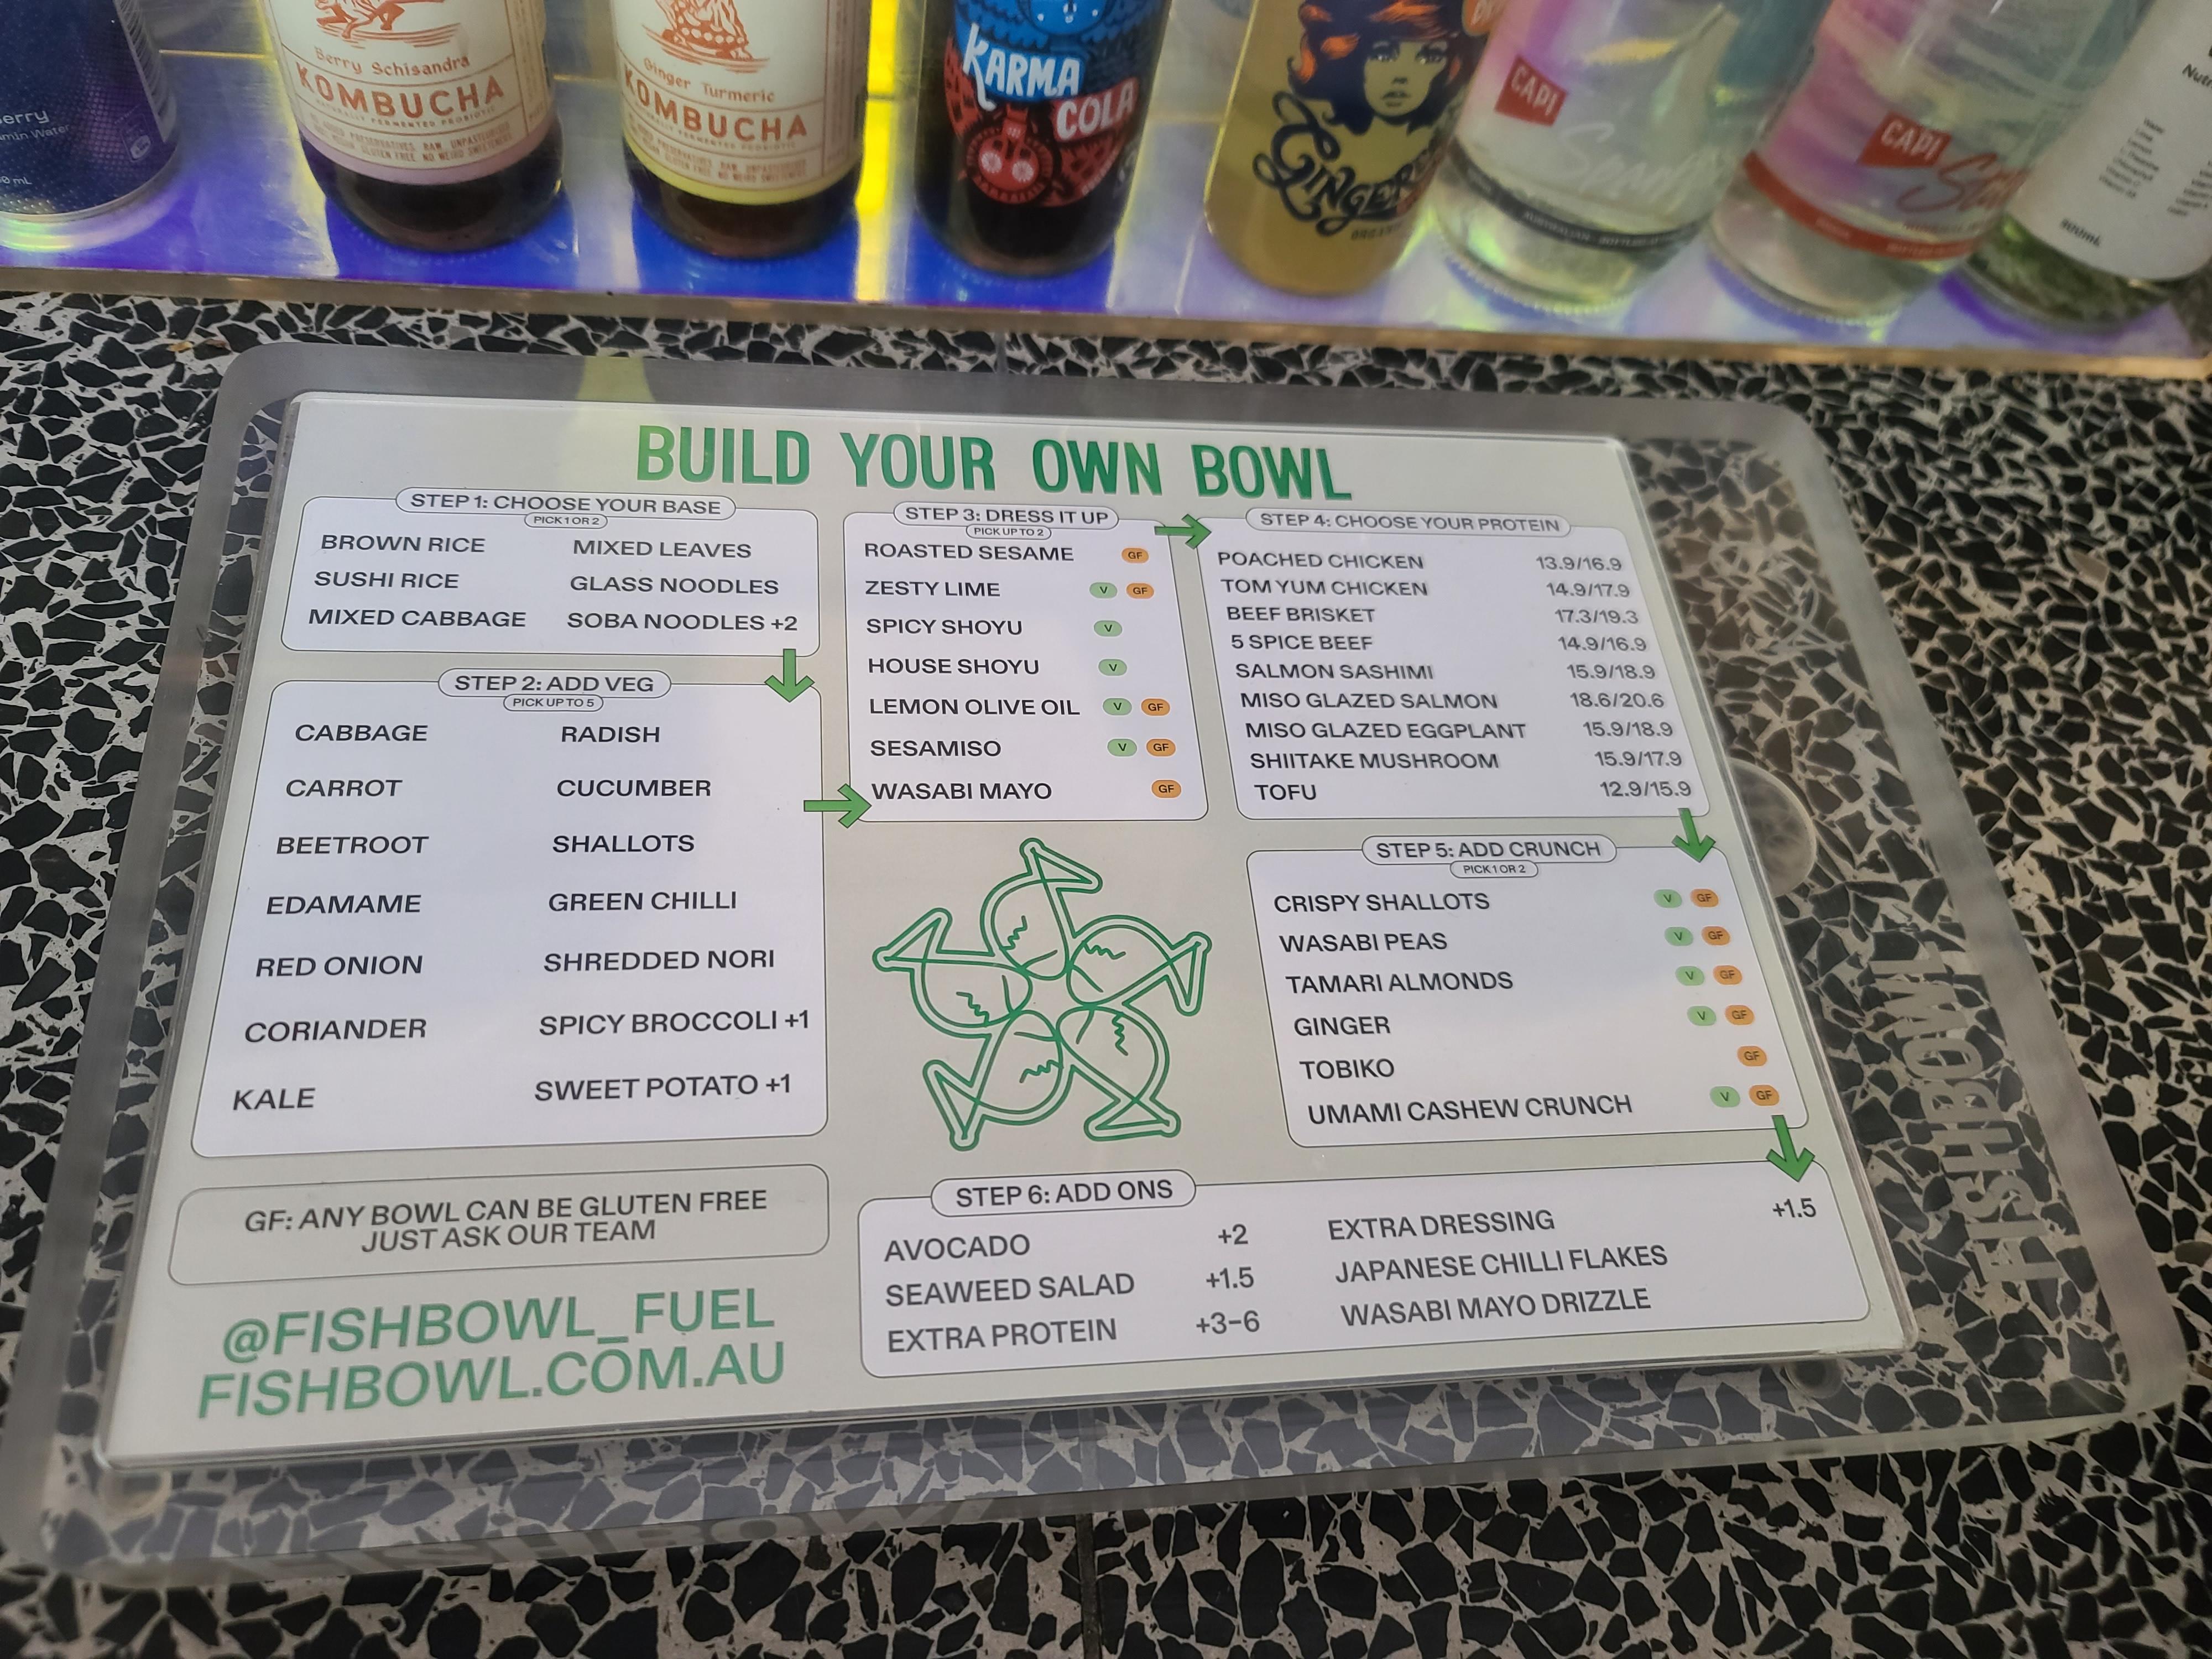 erry
min Water
Berry Schisandra
KOMBUCHA
NATURALLY FERMENTED PROBIOTIC
Ginger Turmeric
KOMBUCHA
NATURALLY FERMENTED PROBIOTIC
KARMA
COLA
GINGER
CAPI
CAPI
BUILD YOUR OWN BOWL
STEP 1: CHOOSE YOUR BASE
PICK 1 OR 2
BROWN RICE MIXED LEAVES
SUSHI RICE GLASS NOODLES
MIXED CABBAGE SOBA NOODLES +2
STEP 2: ADD VEG
PICK UP TO 5
CABBAGE RADISH
CARROT CUCUMBER
BEETROOT SHALLOTS
EDAMAME GREEN CHILLI
RED ONION SHREDDED NORI
CORIANDER SPICY BROCCOLI +1
KALE SWEET POTATO +1
STEP 3: DRESS IT UP
PICK UP TO 2
ROASTED SESAME GF
ZESTY LIME V GF
SPICY SHOYU V
HOUSE SHOYU V
LEMON OLIVE OIL V GF
SESAMISO V GF
WASABI MAYO GF
STEP 4: CHOOSE YOUR PROTEIN
POACHED CHICKEN 13.9/16.9
TOM YUM CHICKEN 14.9/17.9
BEEF BRISKET 17.3/19.3
5 SPICE BEEF 14.9/16.9
SALMON SASHIMI 15.9/18.9
MISO GLAZED SALMON 18.6/20.6
MISO GLAZED EGGPLANT 15.9/18.9
SHIITAKE MUSHROOM 15.9/17.9
TOFU 12.9/15.9
STEP 5: ADD CRUNCH
PICK 1 OR 2
CRISPY SHALLOTS V GF
WASABI PEAS V GF
TAMARI ALMONDS V GF
GINGER V GF
TOBIKO GF
UMAMI CASHEW CRUNCH V GF
STEP 6: ADD ONS
AVOCADO +2 EXTRA DRESSING +1.5
SEAWEED SALAD +1.5 JAPANESE CHILLI FLAKES
EXTRA PROTEIN +3-6 WASABI MAYO DRIZZLE
GF: ANY BOWL CAN BE GLUTEN FREE
JUST ASK OUR TEAM
@FISHBOWL_FUEL
FISHBOWL.COM.AU
FISHBOWL